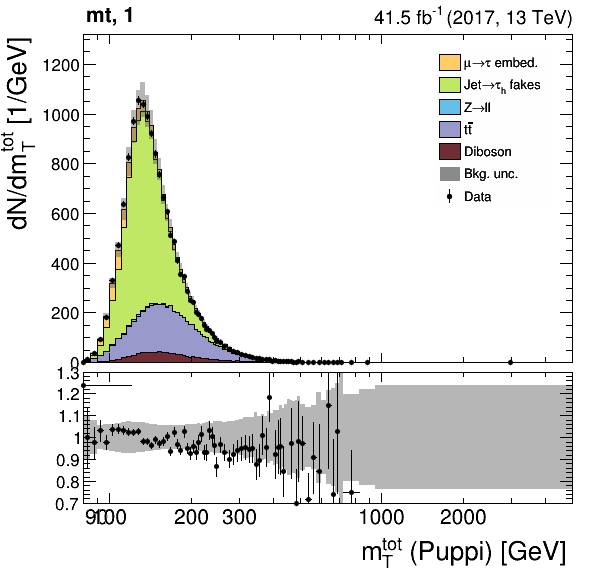 mt, 1
41.5 fb⁻¹ (2017, 13 TeV)
dN/dm_T^tot [1/GeV]
1200
1000
800
600
400
200
0
μ→τ embed.
Jet→τ_h fakes
Z→ll
tt̄
Diboson
Bkg. unc.
Data
1.3
1.2
1.1
1
0.9
0.8
0.7
90
100
200
300
1000
2000
m_T^tot (Puppi) [GeV]